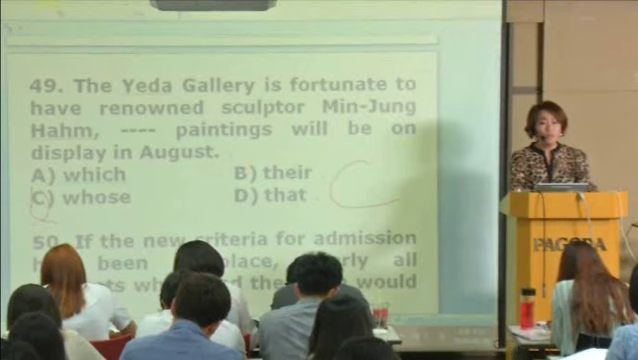 49. The Yeda Gallery is fortunate to
have renowned sculptor Min-Jung
Hahm, ---- paintings will be on
display in August.
A) which B) their
C) whose D) that
50. If the new criteria for admission
been place, all
the would
PAGODA